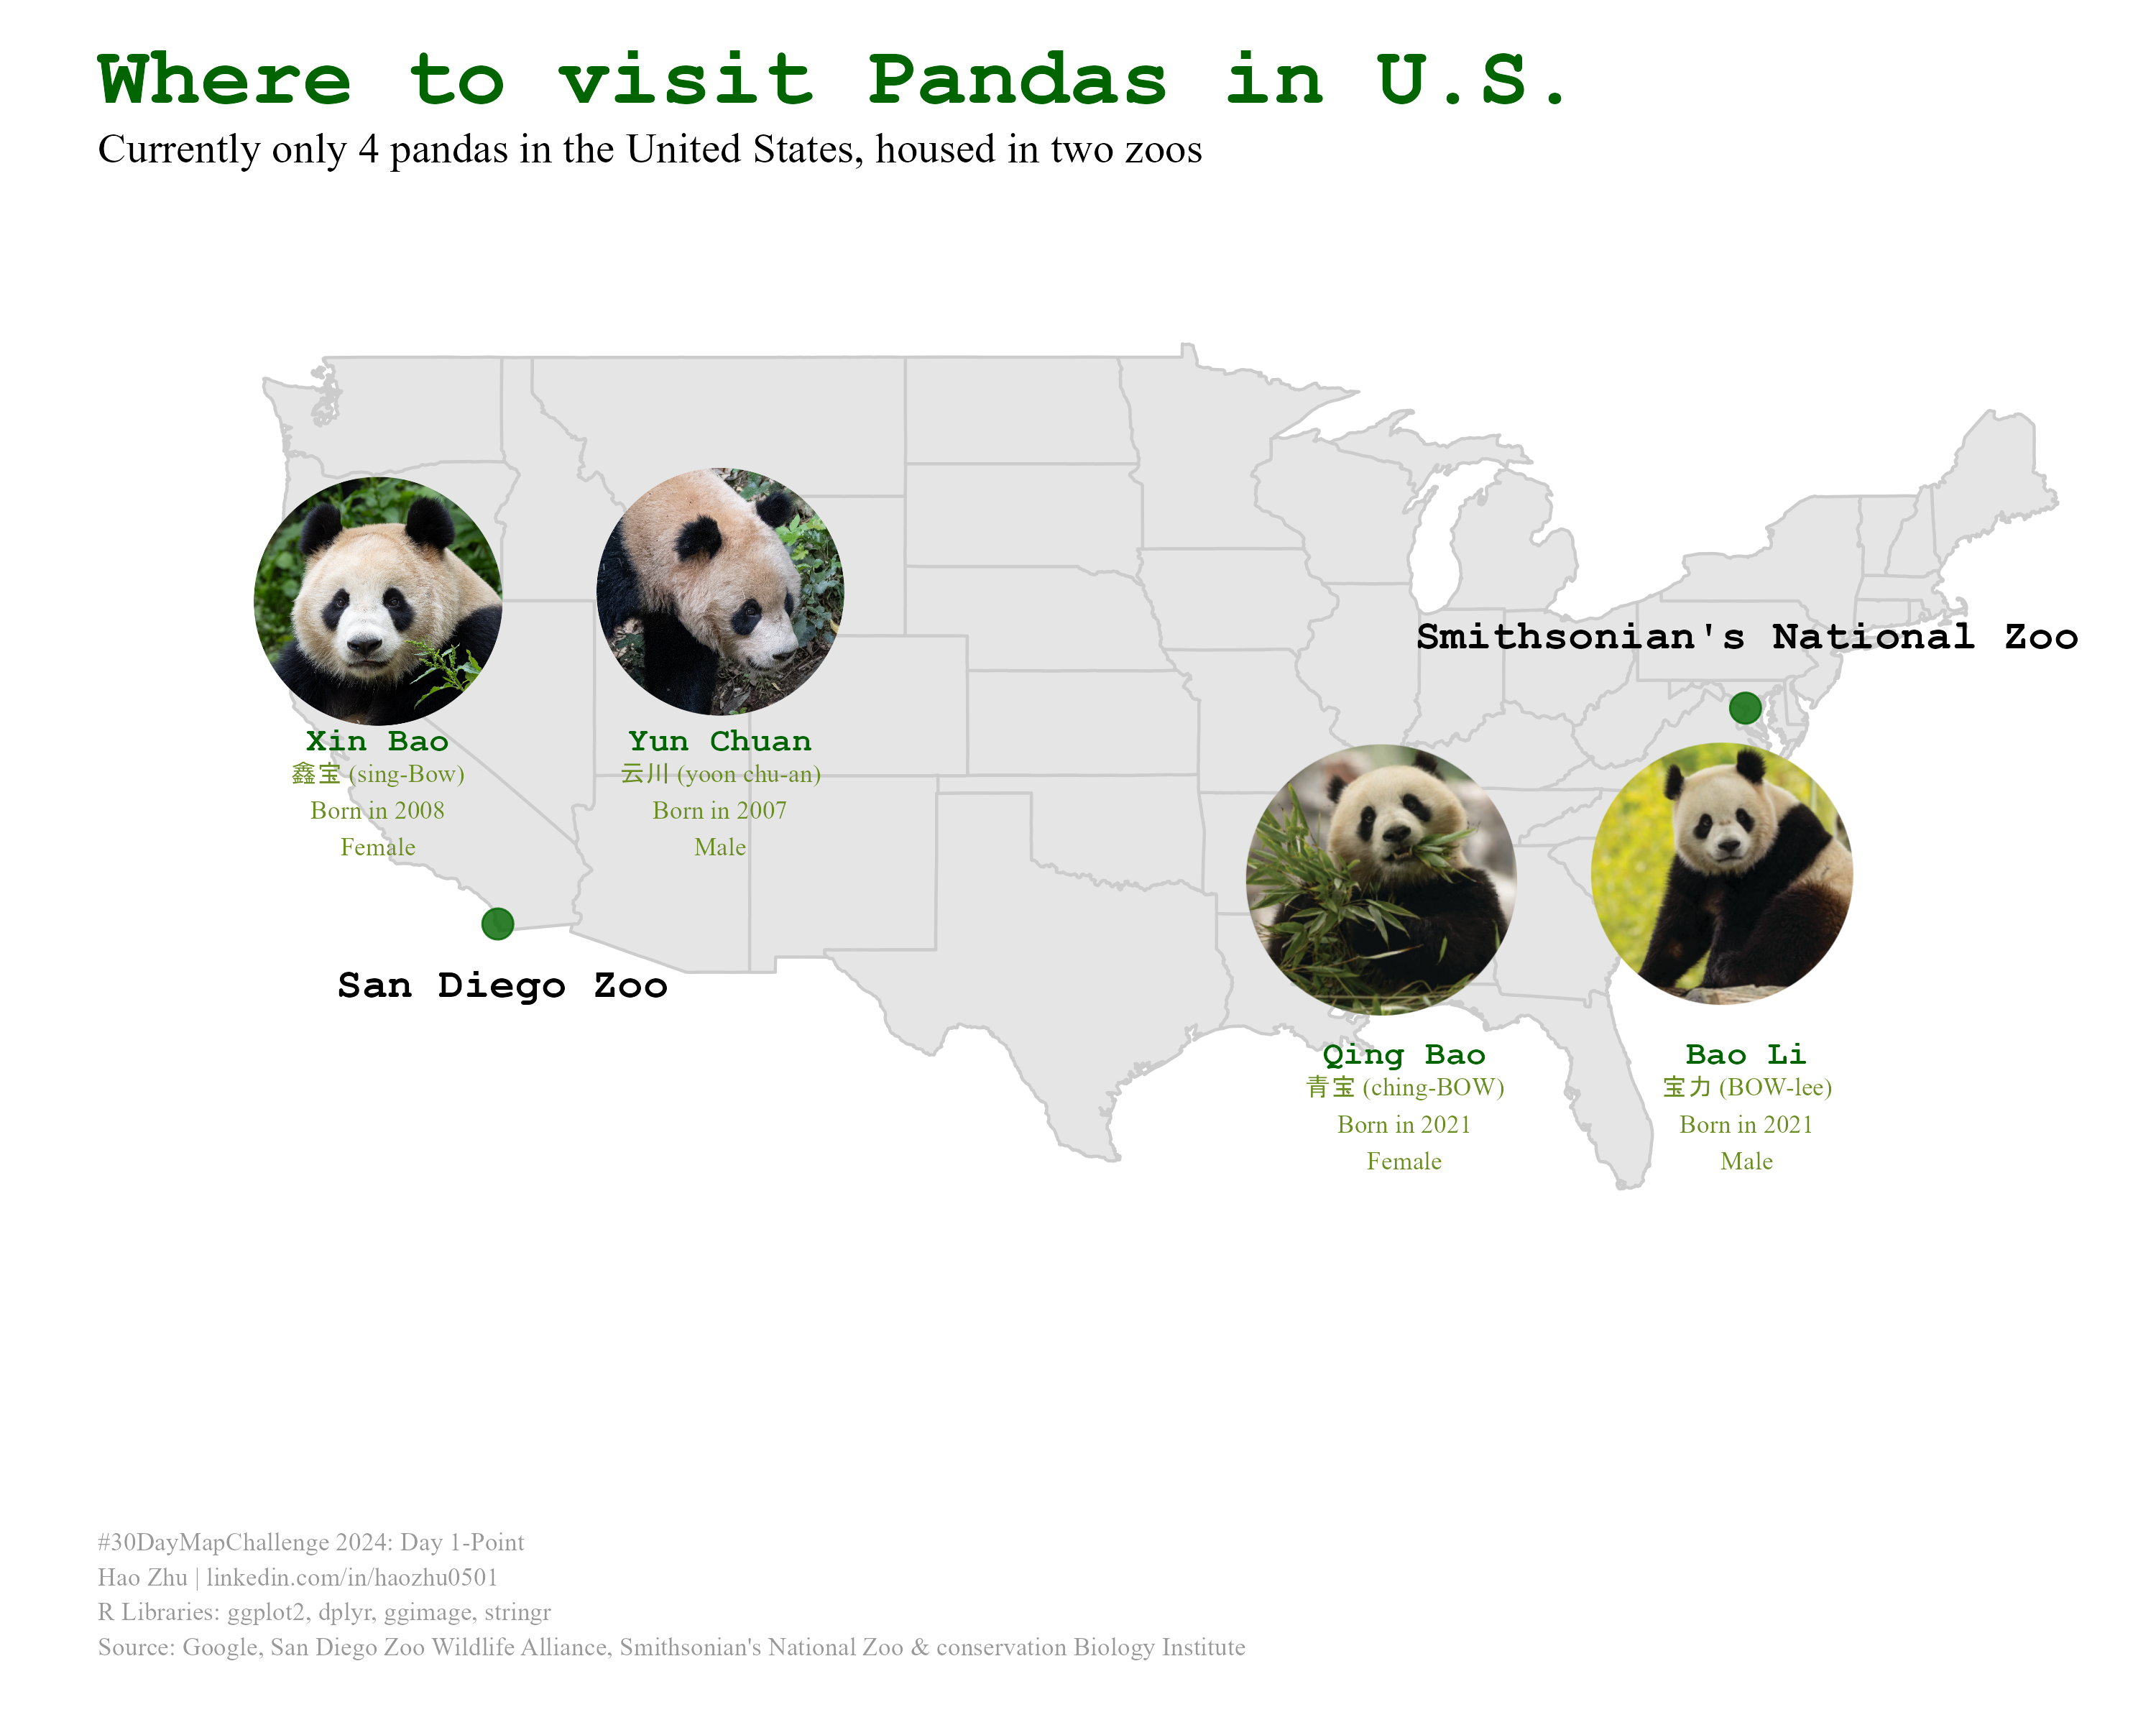 Where to visit Pandas in U.S.
Currently only 4 pandas in the United States, housed in two zoos
Xin Bao
鑫宝 (sing-Bow)
Born in 2008
Female
Yun Chuan
云川 (yoon chu-an)
Born in 2007
Male
San Diego Zoo
Smithsonian's National Zoo
Qing Bao
青宝 (ching-BOW)
Born in 2021
Female
Bao Li
宝力 (BOW-lee)
Born in 2021
Male
#30DayMapChallenge 2024: Day 1-Point
Hao Zhu | linkedin.com/in/haozhu0501
R Libraries: ggplot2, dplyr, ggimage, stringr
Source: Google, San Diego Zoo Wildlife Alliance, Smithsonian's National Zoo & conservation Biology Institute